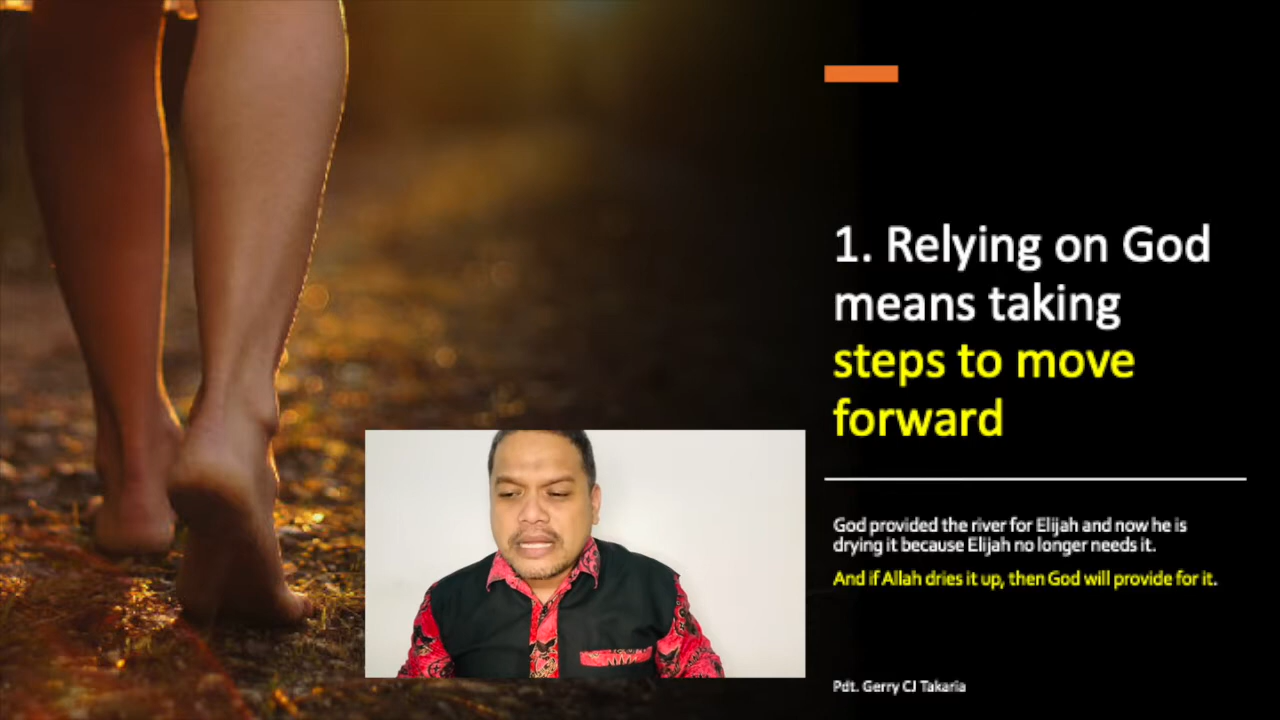 1. Relying on God
means taking
steps to move
forward
God provided the river for Elijah and now he is
drying it because Elijah no longer needs it.
And if Allah dries it up, then God will provide for it.
Pdt. Gerry CJ Takaria